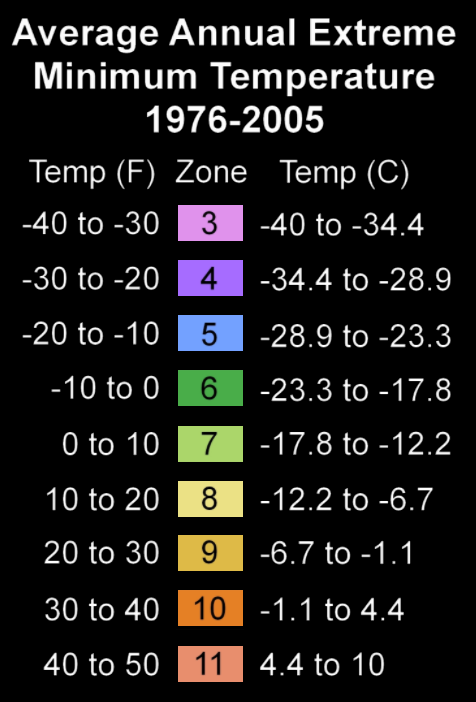 Average Annual Extreme
Minimum Temperature
1976-2005
Temp (F) Zone Temp (C)
-40 to -30 3 -40 to -34.4
-30 to -20 4 -34.4 to -28.9
-20 to -10 5 -28.9 to -23.3
-10 to 0 6 -23.3 to -17.8
0 to 10 7 -17.8 to -12.2
10 to 20 8 -12.2 to -6.7
20 to 30 9 -6.7 to -1.1
30 to 40 10 -1.1 to 4.4
40 to 50 11 4.4 to 10